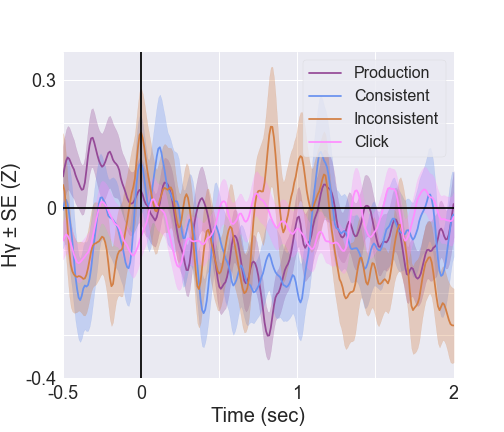 Production
Consistent
Inconsistent
Click
Hγ ± SE (Z)
0.3
0
-0.4
-0.5
0
1
2
Time (sec)